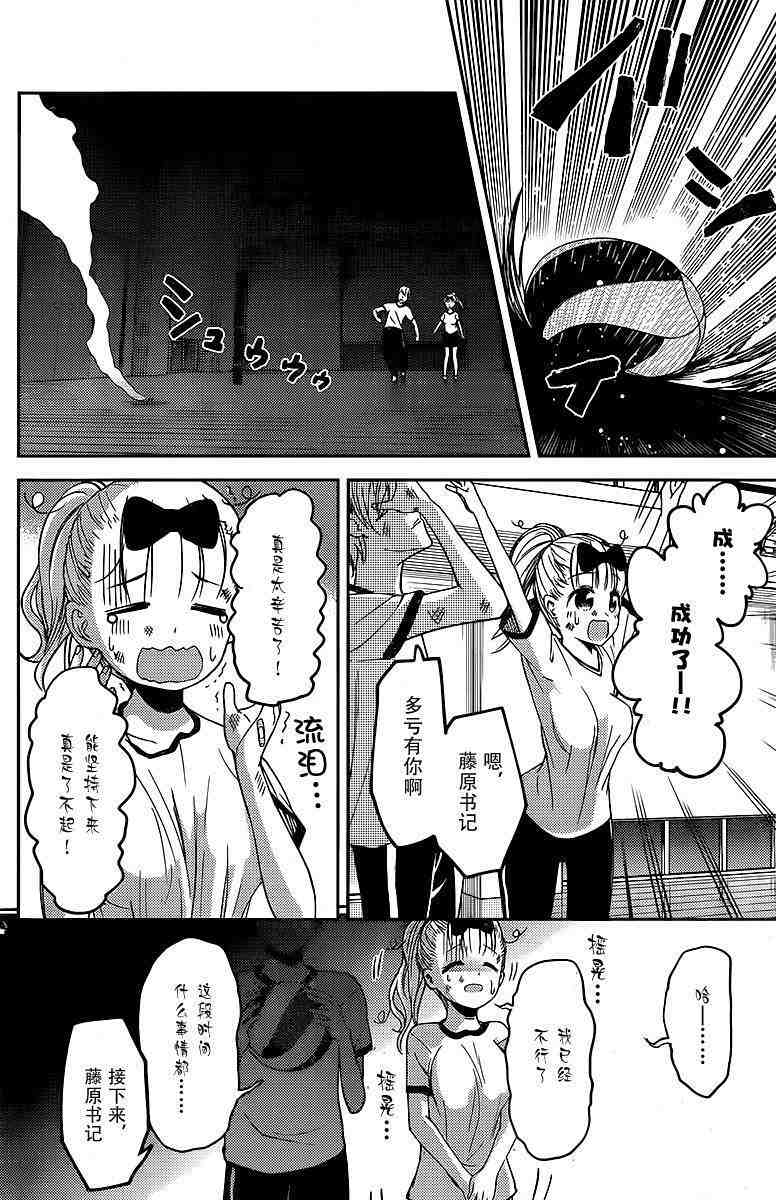 バシイ
シュウウウゥ
成……
成功了——!!
嗯,
藤原书记
多亏有你啊
真是太辛苦了!
流泪…
能坚持下来
真是了不起!
哈——……
我已经
不行了
摇晃…
摇晃…
这段时间
什么事情都
……
接下来,
藤原书记